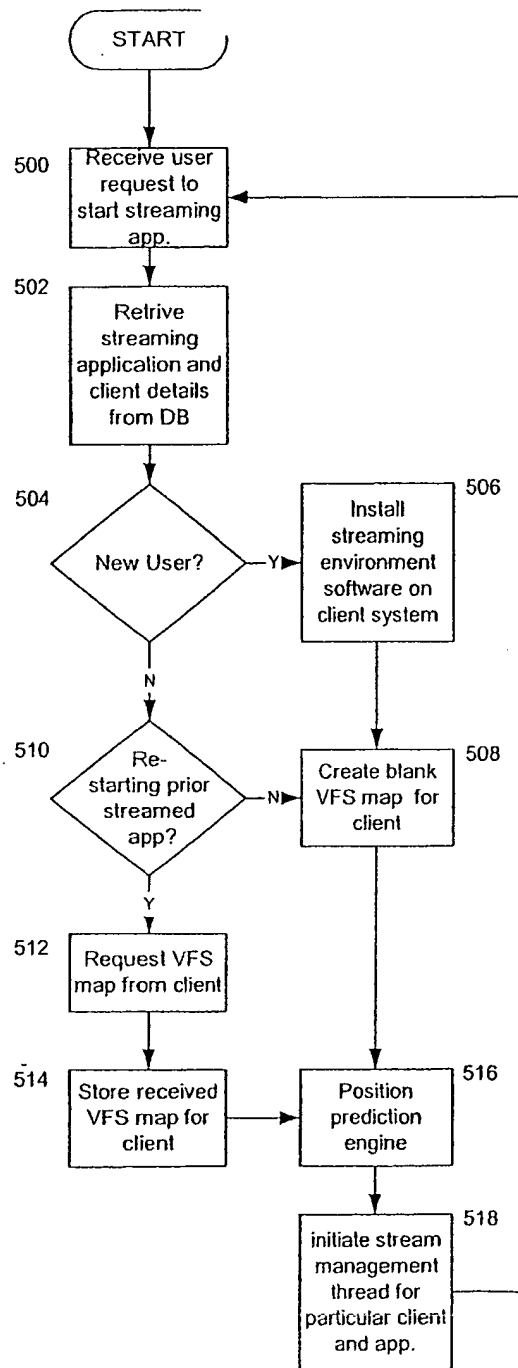 START
500
Receive user
request to
start streaming
app.
502
Retrive
streaming
application and
client details
from DB
504
New User?
Y
506
Install
streaming
environment
software on
client system
N
510
Re-
starting prior
streamed
app?
N
508
Create blank
VFS map for
client
Y
512
Request VFS
map from client
514
Store received
VFS map for
client
516
Position
prediction
engine
518
initiate stream
management
thread for
particular client
and app.